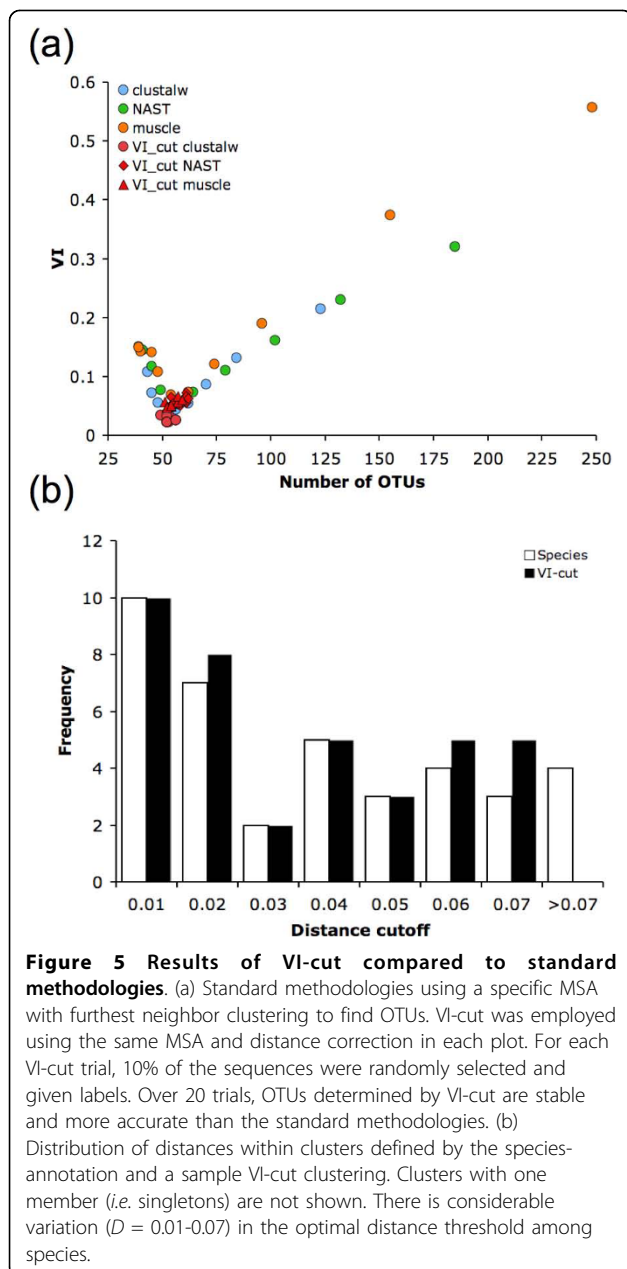 (a)
0.6
0.5
0.4
0.3
0.2
0.1
0
VI
clustalw
NAST
muscle
VI_cut clustalw
VI_cut NAST
VI_cut muscle
25 50 75 100 125 150 175 200 225 250
Number of OTUs
(b)
12
10
8
6
4
2
0
Frequency
Species
VI-cut
0.01 0.02 0.03 0.04 0.05 0.06 0.07 >0.07
Distance cutoff
Figure 5 Results of VI-cut compared to standard
methodologies. (a) Standard methodologies using a specific MSA
with furthest neighbor clustering to find OTUs. VI-cut was employed
using the same MSA and distance correction in each plot. For each
VI-cut trial, 10% of the sequences were randomly selected and
given labels. Over 20 trials, OTUs determined by VI-cut are stable
and more accurate than the standard methodologies. (b)
Distribution of distances within clusters defined by the species-
annotation and a sample VI-cut clustering. Clusters with one
member (i.e. singletons) are not shown. There is considerable
variation (D = 0.01-0.07) in the optimal distance threshold among
species.